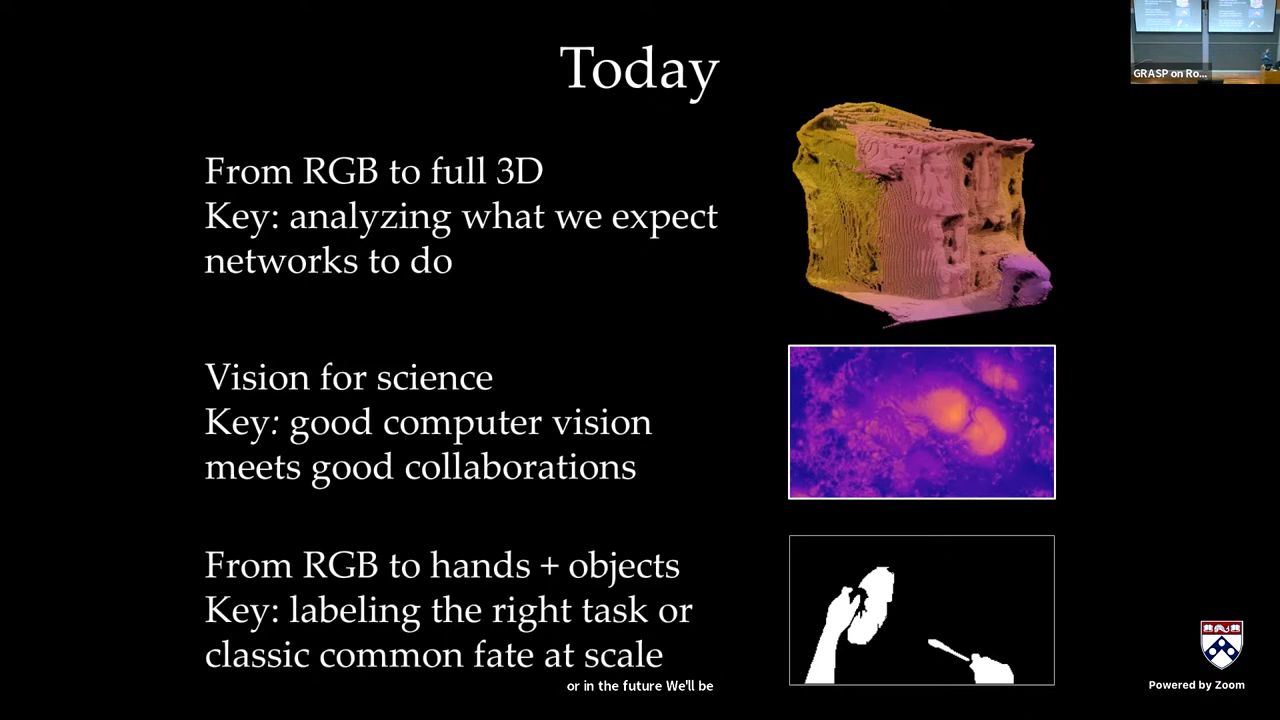 Today
GRASP on Ro...
From RGB to full 3D
Key: analyzing what we expect
networks to do
Vision for science
Key: good computer vision
meets good collaborations
From RGB to hands + objects
Key: labeling the right task or
classic common fate at scale
or in the future We'll be
Powered by Zoom